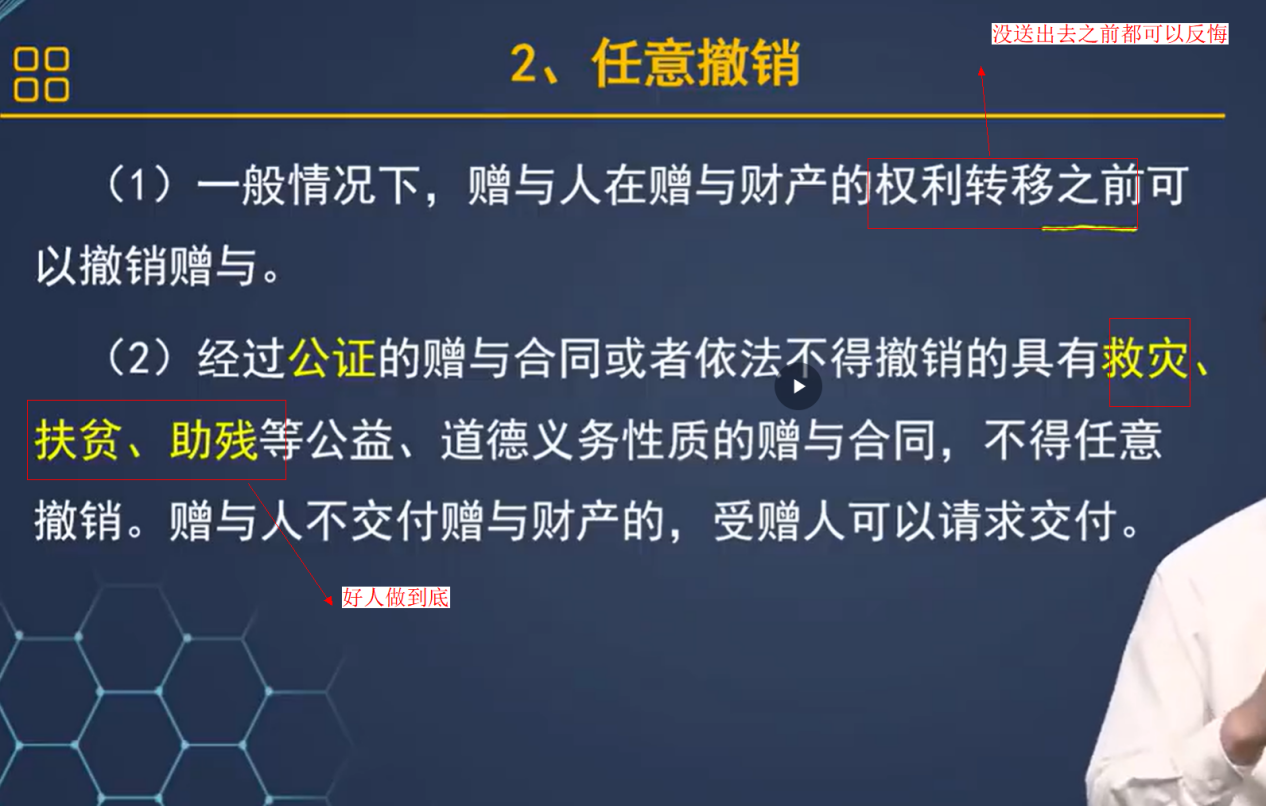 没送出去之前都可以反悔
2、任意撤销
（1）一般情况下，赠与人在赠与财产的权利转移之前可
以撤销赠与。
（2）经过公证的赠与合同或者依法不得撤销的具有救灾、
扶贫、助残等公益、道德义务性质的赠与合同，不得任意
撤销。赠与人不交付赠与财产的，受赠人可以请求交付。
好人做到底